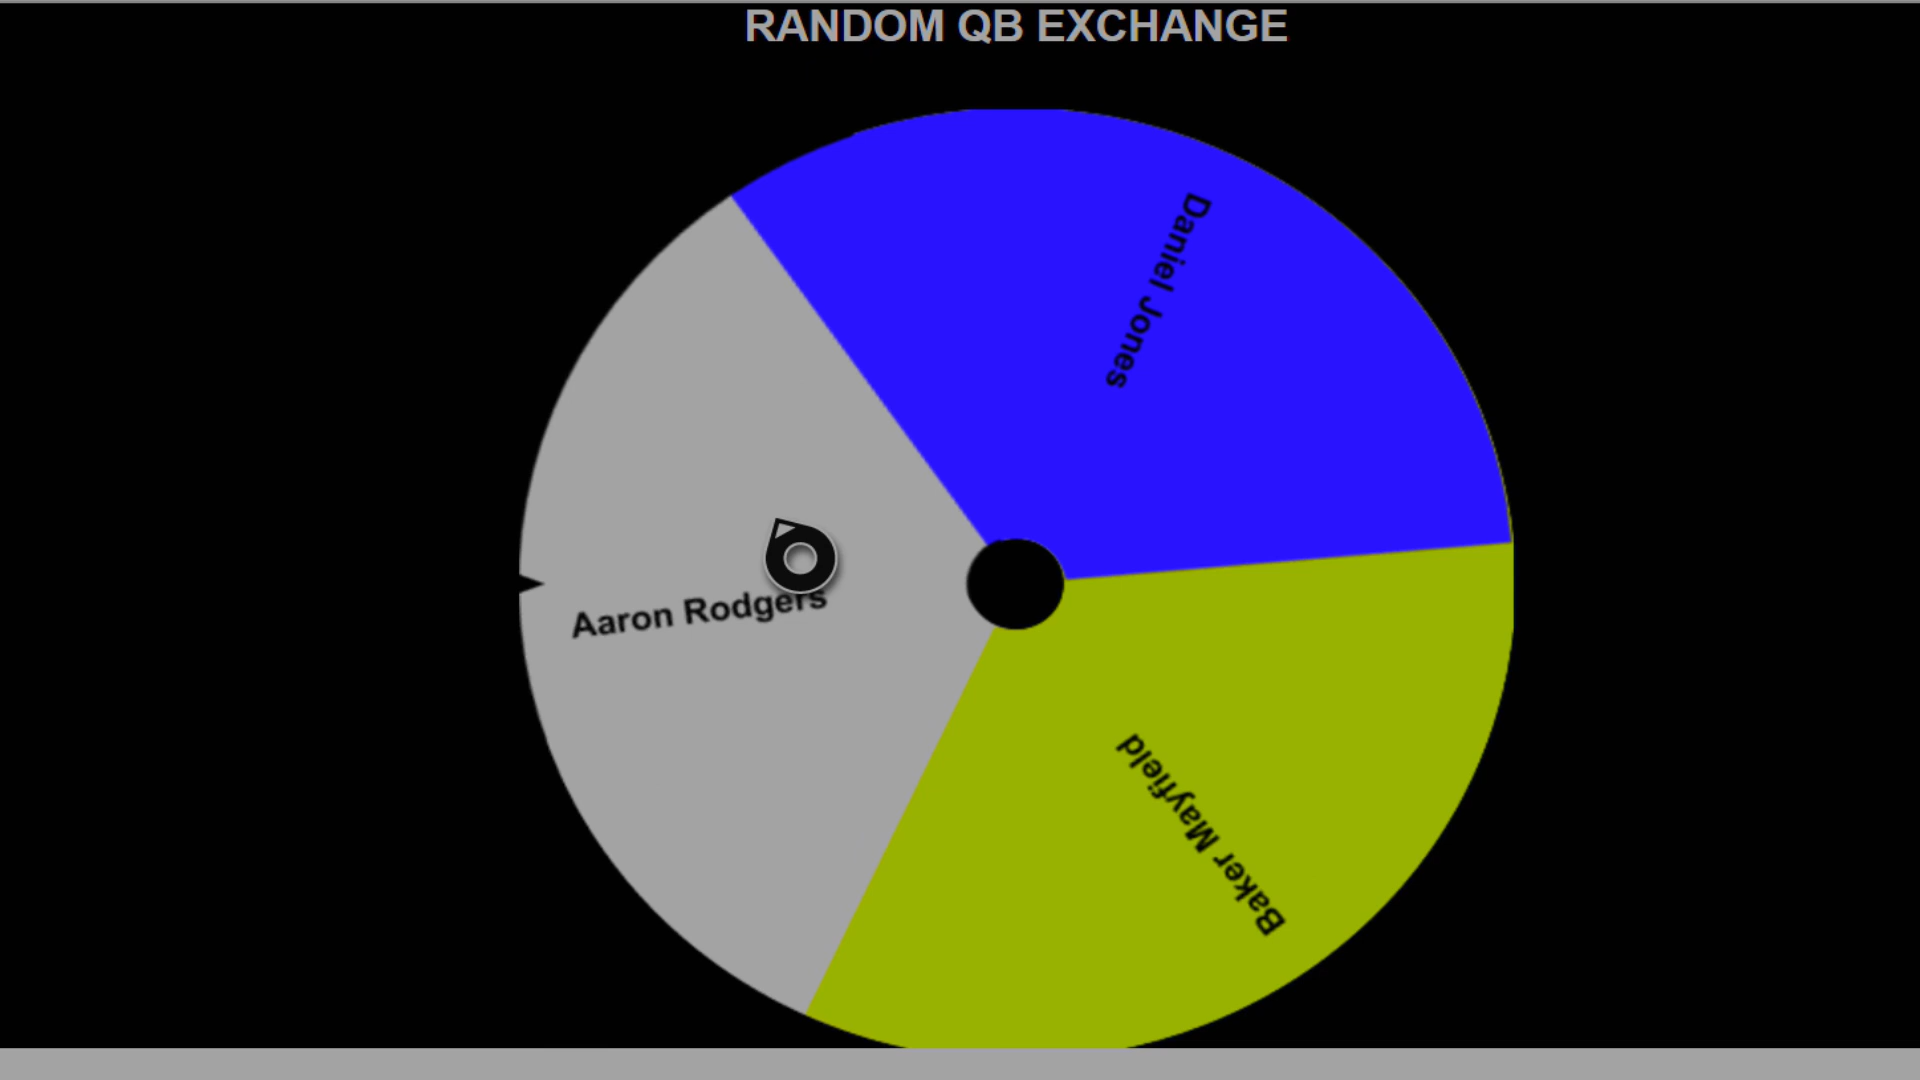 RANDOM QB EXCHANGE
Daniel Jones
Aaron Rodgers
Baker Mayfield